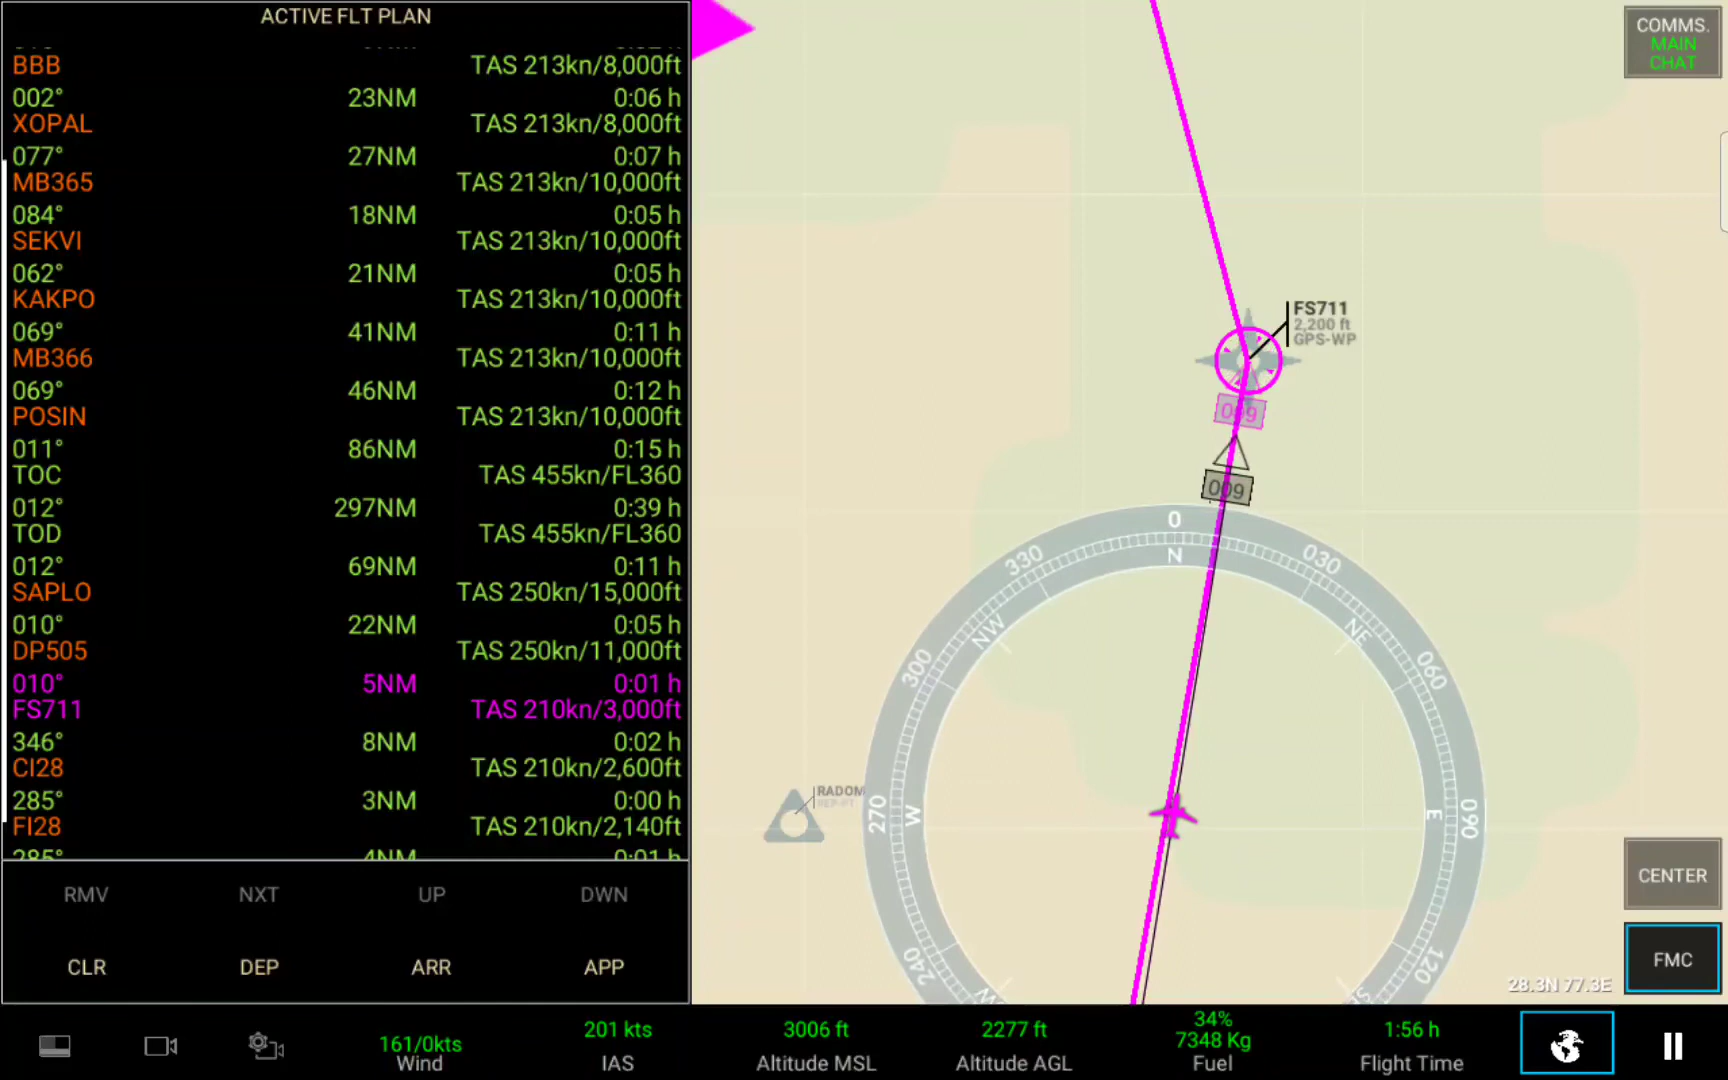 ACTIVE FLT PLAN
BBB TAS 213kn/8,000ft
002° 23NM 0:06 h
XOPAL TAS 213kn/8,000ft
077° 27NM 0:07 h
MB365 TAS 213kn/10,000ft
084° 18NM 0:05 h
SEKVI TAS 213kn/10,000ft
062° 21NM 0:05 h
KAKPO TAS 213kn/10,000ft
069° 41NM 0:11 h
MB366 TAS 213kn/10,000ft
069° 46NM 0:12 h
POSIN TAS 213kn/10,000ft
011° 86NM 0:15 h
TOC TAS 455kn/FL360
012° 297NM 0:39 h
TOD TAS 455kn/FL360
012° 69NM 0:11 h
SAPLO TAS 250kn/15,000ft
010° 22NM 0:05 h
DP505 TAS 250kn/11,000ft
010° 5NM 0:01 h
FS711 TAS 210kn/3,000ft
346° 8NM 0:02 h
CI28 TAS 210kn/2,600ft
285° 3NM 0:00 h
FI28 TAS 210kn/2,140ft
285° 4NM 0:01 h
RMV NXT UP DWN
CLR DEP ARR APP
COMMS.
MAIN
CHAT
FS711
2,200 ft
GPS-WP
009
009
0
N
330
030
NW
NE
300
060
RADOM
REP-PT
270
W
E
090
240
120
CENTER
FMC
28.3N 77.3E
161/0kts
Wind
201 kts
IAS
3006 ft
Altitude MSL
2277 ft
Altitude AGL
34%
7348 Kg
Fuel
1:56 h
Flight Time